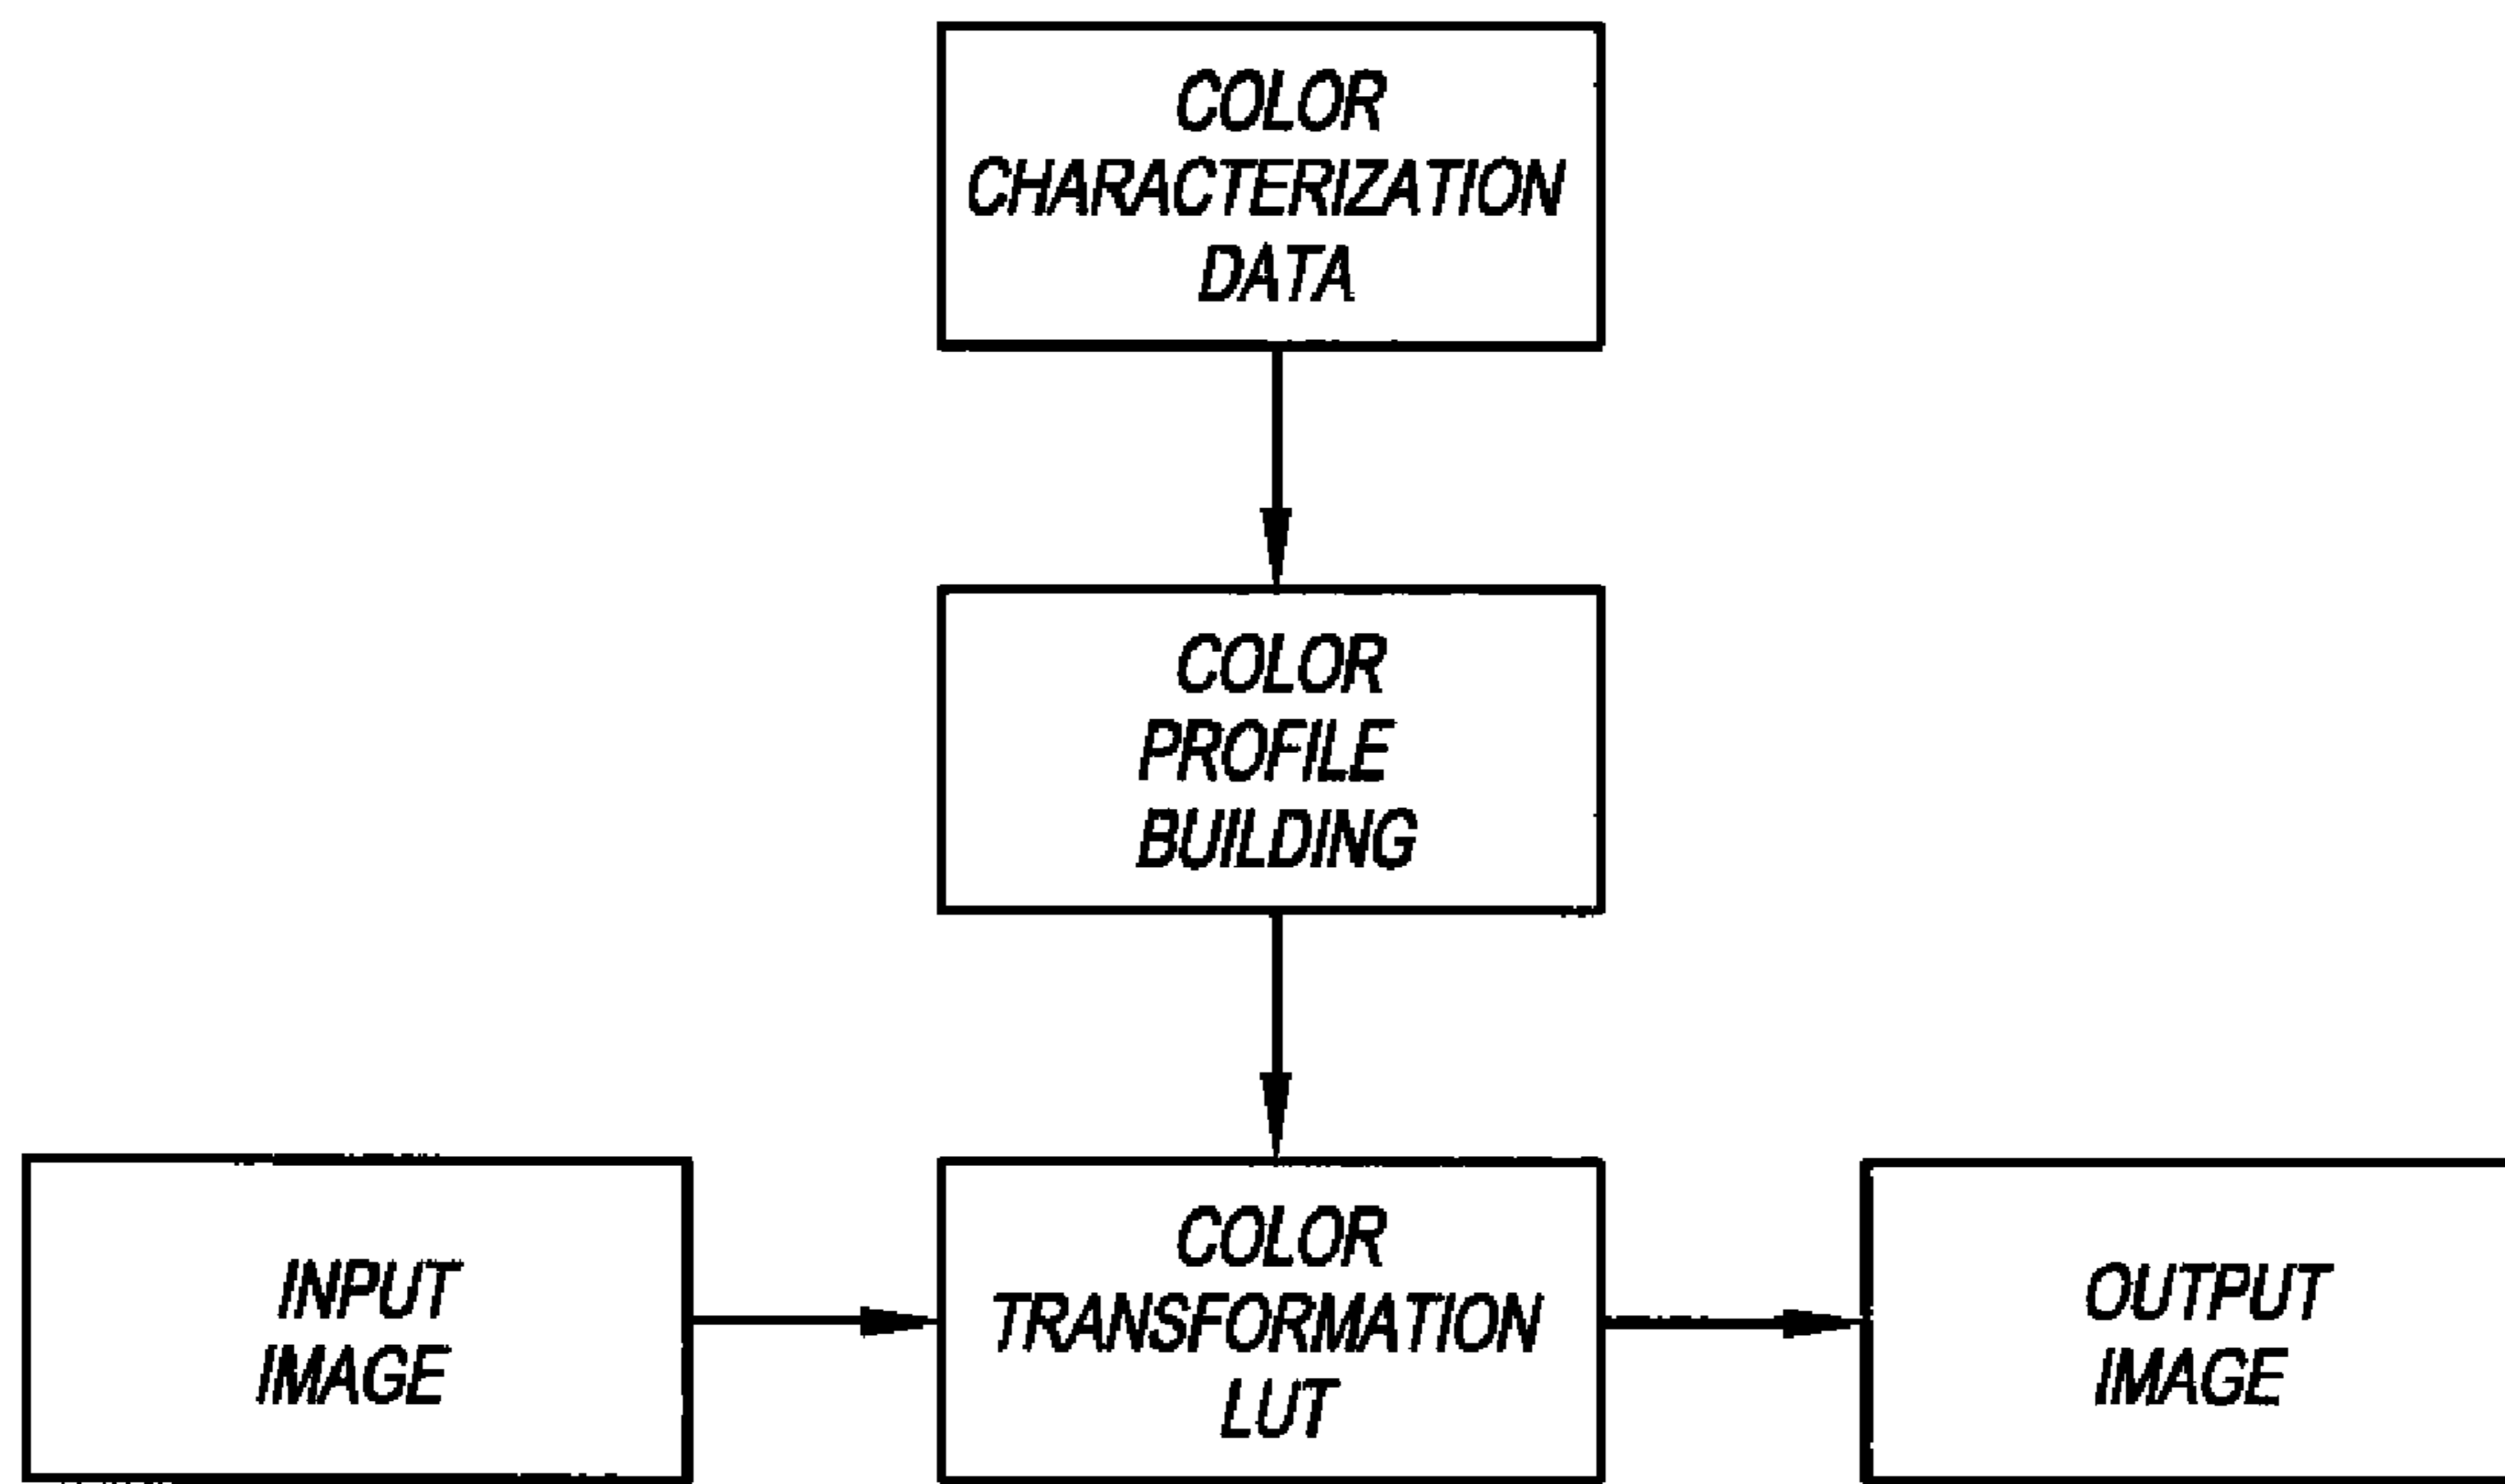 COLOR
CHARACTERIZATION
DATA
COLOR
PROFILE
BUILDING
INPUT
IMAGE
COLOR
TRANSFORMATION
LUT
OUTPUT
IMAGE